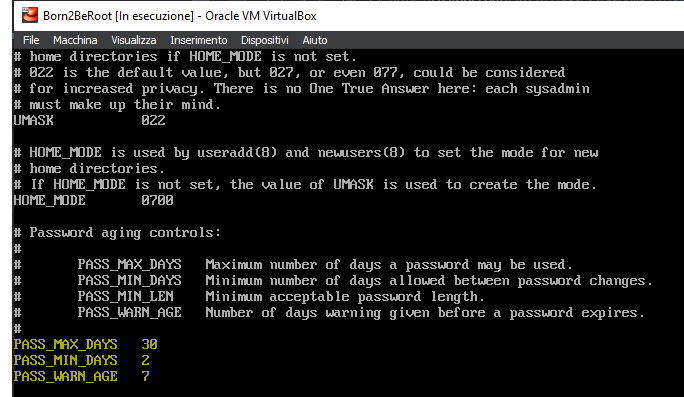 Born2BeRoot [In esecuzione] - Oracle VM VirtualBox
File Macchina Visualizza Inserimento Dispositivi Aiuto
# home directories if HOME_MODE is not set.
# 022 is the default value, but 027, or even 077, could be considered
# for increased privacy. There is no One True Answer here: each sysadmin
# must make up their mind.
UMASK 022
# HOME_MODE is used by useradd(8) and newusers(8) to set the mode for new
# home directories.
# If HOME_MODE is not set, the value of UMASK is used to create the mode.
HOME_MODE 0700
# Password aging controls:
#
# PASS_MAX_DAYS Maximum number of days a password may be used.
# PASS_MIN_DAYS Minimum number of days allowed between password changes.
# PASS_MIN_LEN Minimum acceptable password length.
# PASS_WARN_AGE Number of days warning given before a password expires.
#
PASS_MAX_DAYS 30
PASS_MIN_DAYS 2
PASS_WARN_AGE 7